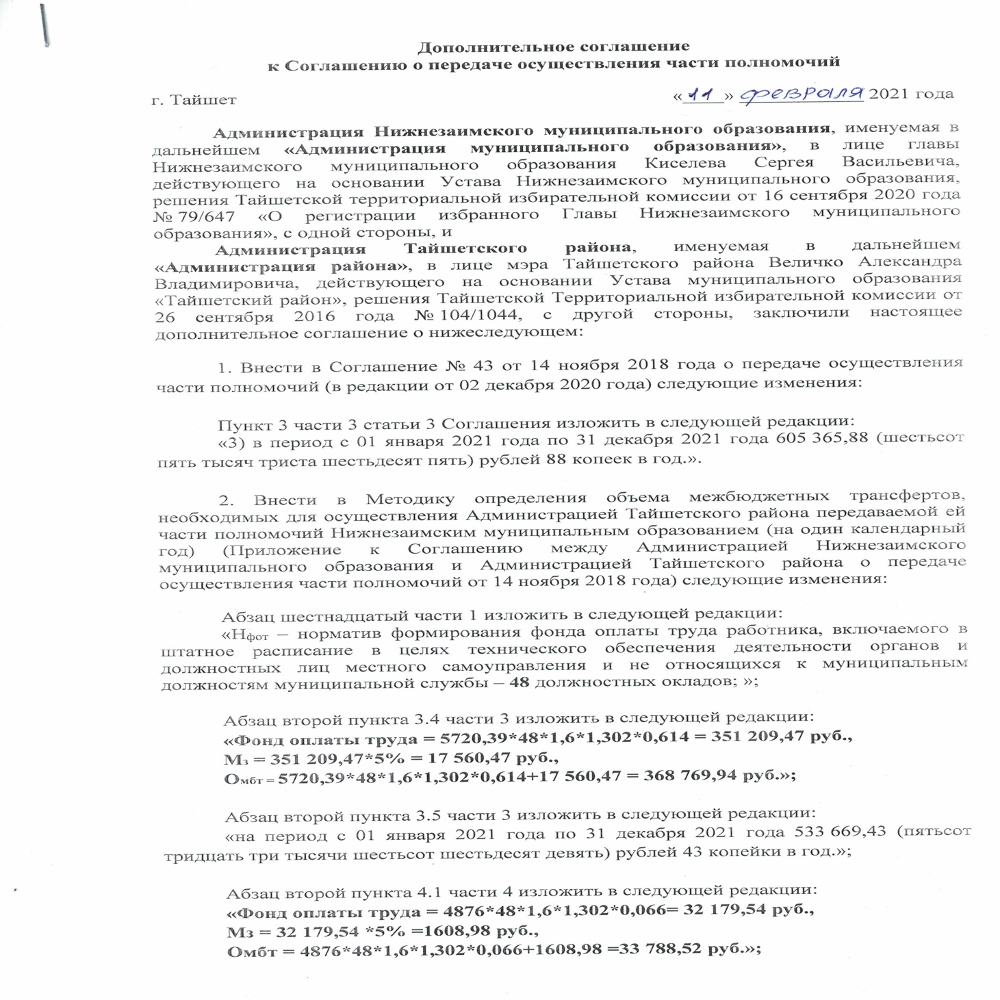 Дополнительное соглашение
к Соглашению о передаче осуществления части полномочий
г. Тайшет «11» февраля 2021 года
Администрация Нижнезаимского муниципального образования, именуемая в
дальнейшем «Администрация муниципального образования», в лице главы
Нижнезаимского муниципального образования Киселева Сергея Васильевича,
действующего на основании Устава Нижнезаимского муниципального образования,
решения Тайшетской территориальной избирательной комиссии от 16 сентября 2020 года
№ 79/647 «О регистрации избранного Главы Нижнезаимского муниципального
образования», с одной стороны, и
Администрация Тайшетского района, именуемая в дальнейшем
«Администрация района», в лице мэра Тайшетского района Величко Александра
Владимировича, действующего на основании Устава муниципального образования
«Тайшетский район», решения Тайшетской Территориальной избирательной комиссии от
26 сентября 2016 года № 104/1044, с другой стороны, заключили настоящее
дополнительное соглашение о нижеследующем:
1. Внести в Соглашение № 43 от 14 ноября 2018 года о передаче осуществления
части полномочий (в редакции от 02 декабря 2020 года) следующие изменения:
Пункт 3 части 3 статьи 3 Соглашения изложить в следующей редакции:
«3) в период с 01 января 2021 года по 31 декабря 2021 года 605 365,88 (шестьсот
пять тысяч триста шестьдесят пять) рублей 88 копеек в год.».
2. Внести в Методику определения объема межбюджетных трансфертов,
необходимых для осуществления Администрацией Тайшетского района передаваемой ей
части полномочий Нижнезаимским муниципальным образованием (на один календарный
год) (Приложение к Соглашению между Администрацией Нижнезаимского
муниципального образования и Администрацией Тайшетского района о передаче
осуществления части полномочий от 14 ноября 2018 года) следующие изменения:
Абзац шестнадцатый части 1 изложить в следующей редакции:
«Нфот – норматив формирования фонда оплаты труда работника, включаемого в
штатное расписание в целях технического обеспечения деятельности органов и
должностных лиц местного самоуправления и не относящихся к муниципальным
должностям муниципальной службы – 48 должностных окладов; »;
Абзац второй пункта 3.4 части 3 изложить в следующей редакции:
«Фонд оплаты труда = 5720,39*48*1,6*1,302*0,614 = 351 209,47 руб.,
Мз = 351 209,47*5% = 17 560,47 руб.,
Омбт = 5720,39*48*1,6*1,302*0,614+17 560,47 = 368 769,94 руб.»;
Абзац второй пункта 3.5 части 3 изложить в следующей редакции:
«на период с 01 января 2021 года по 31 декабря 2021 года 533 669,43 (пятьсот
тридцать три тысячи шестьсот шестьдесят девять) рублей 43 копейки в год.»;
Абзац второй пункта 4.1 части 4 изложить в следующей редакции:
«Фонд оплаты труда = 4876*48*1,6*1,302*0,066= 32 179,54 руб.,
Мз = 32 179,54 *5% =1608,98 руб.,
Омбт = 4876*48*1,6*1,302*0,066+1608,98 =33 788,52 руб.»;